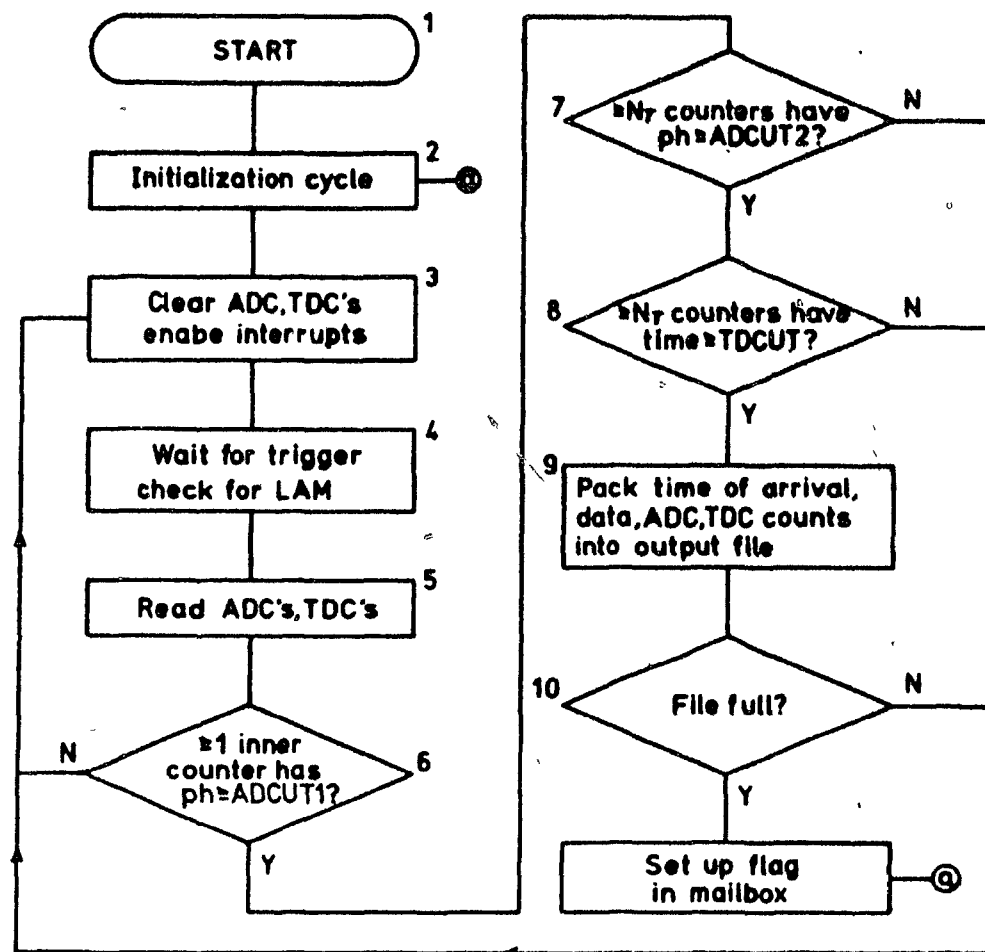 1
START
2
Initialization cycle
a
3
Clear ADC,TDC's
enabe interrupts
4
Wait for trigger
check for LAM
5
Read ADC's,TDC's
6
≥1 inner
counter has
ph≥ADCUT1?
N
Y
7
≥NT counters have
ph≥ADCUT2?
N
Y
8
≥NT counters have
time≥TDCUT?
N
Y
9
Pack time of arrival,
data,ADC,TDC counts
into output file
10
File full?
N
Y
Set up flag
in mailbox
a